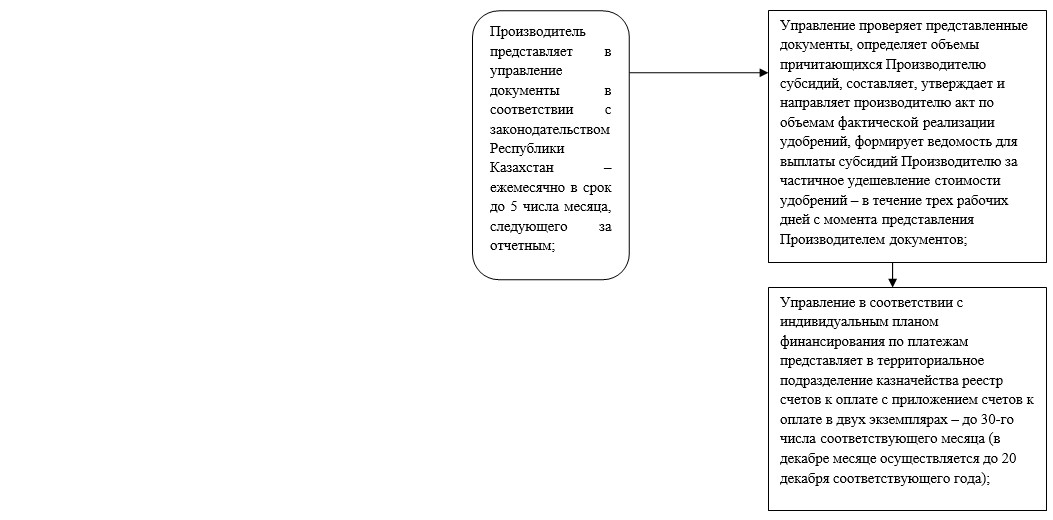 Производитель
представляет в
управление
документы в
соответствии с
законодательством
Республики
Казахстан –
ежемесячно в срок
до 5 числа месяца,
следующего за
отчетным;
Управление проверяет представленные
документы, определяет объемы
причитающихся Производителю
субсидий, составляет, утверждает и
направляет производителю акт по
объемам фактической реализации
удобрений, формирует ведомость для
выплаты субсидий Производителю за
частичное удешевление стоимости
удобрений – в течение трех рабочих
дней с момента представления
Производителем документов;
Управление в соответствии с
индивидуальным планом
финансирования по платежам
представляет в территориальное
подразделение казначейства реестр
счетов к оплате с приложением счетов к
оплате в двух экземплярах – до 30-го
числа соответствующего месяца (в
декабре месяце осуществляется до 20
декабря соответствующего года);